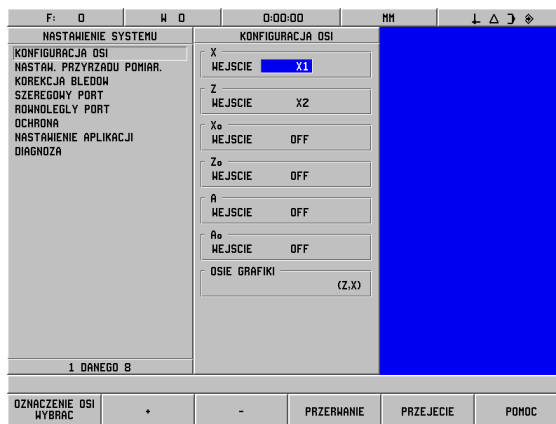 F: 0 W 0 0:00:00 MM
NASTAWIENIE SYSTEMU
KONFIGURACJA OSI
NASTAW. PRZYRZADU POMIAR.
KOREKCJA BLEDOW
SZEREGOWY PORT
ROWNOLEGLY PORT
OCHRONA
NASTAWIENIE APLIKACJI
DIAGNOZA
1 DANEGO 8
KONFIGURACJA OSI
X
WEJSCIE X1
Z
WEJSCIE X2
Xo
WEJSCIE OFF
Zo
WEJSCIE OFF
A
WEJSCIE OFF
Ao
WEJSCIE OFF
OSIE GRAFIKI
(Z,X)
OZNACZENIE OSI
WYBRAC
+
-
PRZERWANIE
PRZEJECIE
POMOC